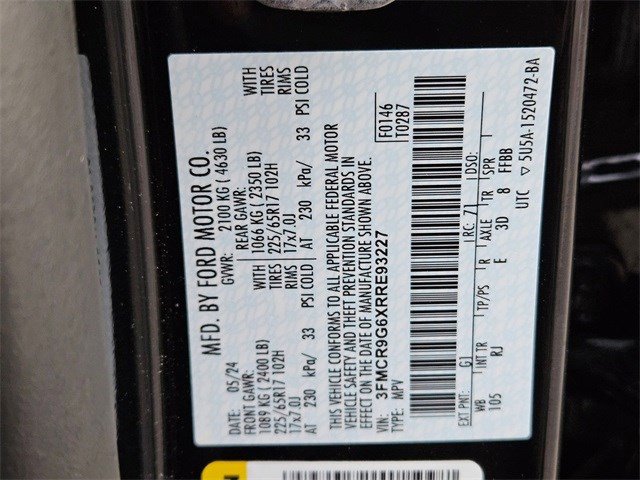 MFD. BY FORD MOTOR CO.
DATE: 05/24 GVWR: 2100 KG ( 4630 LB)
FRONT GAWR: REAR GAWR:
1089 KG ( 2400 LB) 1066 KG ( 2350 LB) WITH
225/65R17 102H 225/65R17 102H TIRES WITH TIRES
17x7.0J RIMS 17x7.0J RIMS
AT 230 kPa/ 33 PSI COLD AT 230 kPa/ 33 PSI COLD
THIS VEHICLE CONFORMS TO ALL APPLICABLE FEDERAL MOTOR
VEHICLE SAFETY AND THEFT PREVENTION STANDARDS IN
EFFECT ON THE DATE OF MANUFACTURE SHOWN ABOVE.
VIN: 3FMCR9G6XRRE93227
TYPE: MPV
F0146
T0287
EXT PNT: G1 RC: 71 DSO:
WB INT TR TP/PS R AXLE TR SPR
105 RJ E 3D 8 FFBB
UTC ▽ 5U5A-1520472-BA